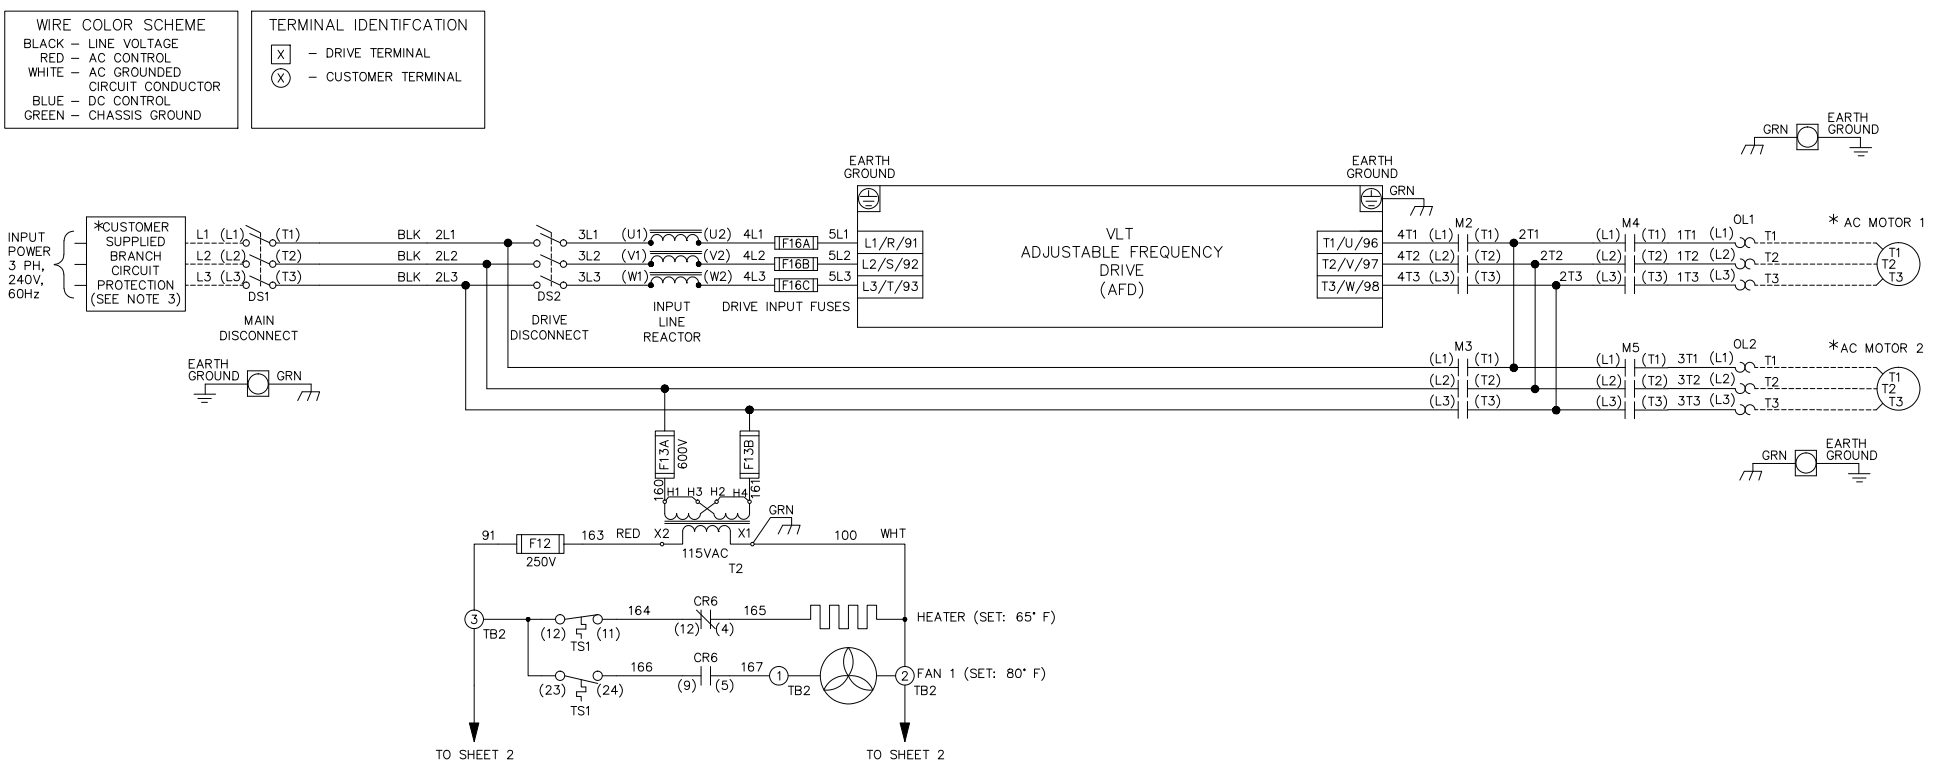 WIRE COLOR SCHEME
BLACK – LINE VOLTAGE
RED – AC CONTROL
WHITE – AC GROUNDED
CIRCUIT CONDUCTOR
BLUE – DC CONTROL
GREEN – CHASSIS GROUND
TERMINAL IDENTIFCATION
X – DRIVE TERMINAL
X – CUSTOMER TERMINAL
GRN
EARTH
GROUND
EARTH
GROUND
EARTH
GROUND
GRN
INPUT
POWER
3 PH,
240V,
60Hz
*CUSTOMER
SUPPLIED
BRANCH
CIRCUIT
PROTECTION
(SEE NOTE 3)
L1 (L1) (T1) BLK 2L1 3L1 (U1) (U2) 4L1 F16A 5L1 L1/R/91
L2 (L2) (T2) BLK 2L2 3L2 (V1) (V2) 4L2 F16B 5L2 L2/S/92
L3 (L3) (T3) BLK 2L3 3L3 (W1) (W2) 4L3 F16C 5L3 L3/T/93
DS1
MAIN
DISCONNECT
DS2
DRIVE
DISCONNECT
INPUT
LINE
REACTOR
DRIVE INPUT FUSES
VLT
ADJUSTABLE FREQUENCY
DRIVE
(AFD)
M2 M4 OL1 * AC MOTOR 1
T1/U/96 4T1 (L1) (T1) 2T1 (L1) (T1) 1T1 (L1) T1 T1
T2/V/97 4T2 (L2) (T2) 2T2 (L2) (T2) 1T2 (L2) T2 T2
T3/W/98 4T3 (L3) (T3) 2T3 (L3) (T3) 1T3 (L3) T3 T3
M3 M5 OL2 *AC MOTOR 2
(L1) (T1) (L1) (T1) 3T1 (L1) T1 T1
(L2) (T2) (L2) (T2) 3T2 (L2) T2 T2
(L3) (T3) (L3) (T3) 3T3 (L3) T3 T3
EARTH
GROUND
GRN
GRN
EARTH
GROUND
F13A
600V
F13B
160
161
H1 H3 H2 H4
GRN
91 F12 163 RED X2 X1 100 WHT
250V
115VAC
T2
3
TB2
(12) (11)
TS1
164
CR6
(12) (4)
165
HEATER (SET: 65° F)
(23) (24)
TS1
166
CR6
(9) (5)
167
1
TB2
2
TB2
FAN 1 (SET: 80° F)
TO SHEET 2
TO SHEET 2